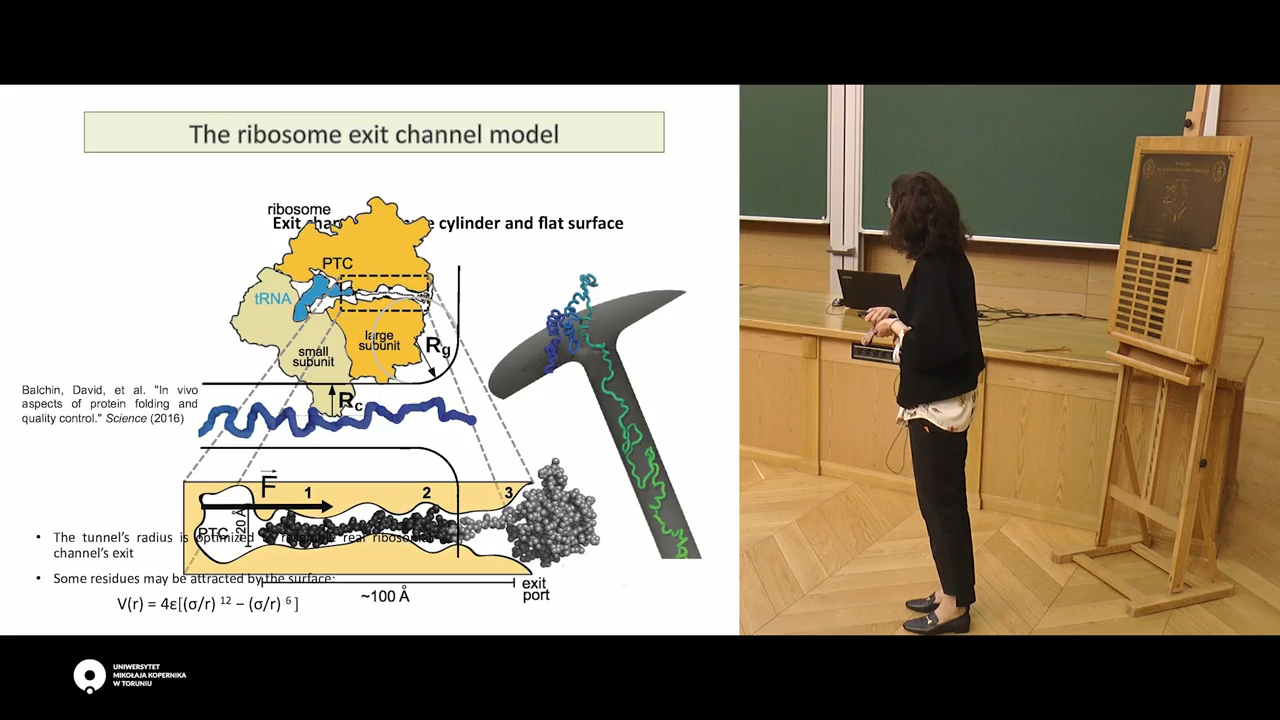 The ribosome exit channel model
ribosome
Exit cylinder and flat surface
PTC
tRNA
large
subunit
Rg
small
subunit
Balchin, David, et al. "In vivo
aspects of protein folding and
quality control." Science (2016)
Rc
F
1 2 3
20 Å
PTC
• The tunnel's radius is optimized real
channel's exit
• Some residues may be attracted by the surface:
V(r) = 4ε[(σ/r) 12 – (σ/r) 6 ]
~100 Å
exit
port
UNIWERSYTET
MIKOŁAJA KOPERNIKA
W TORUNIU